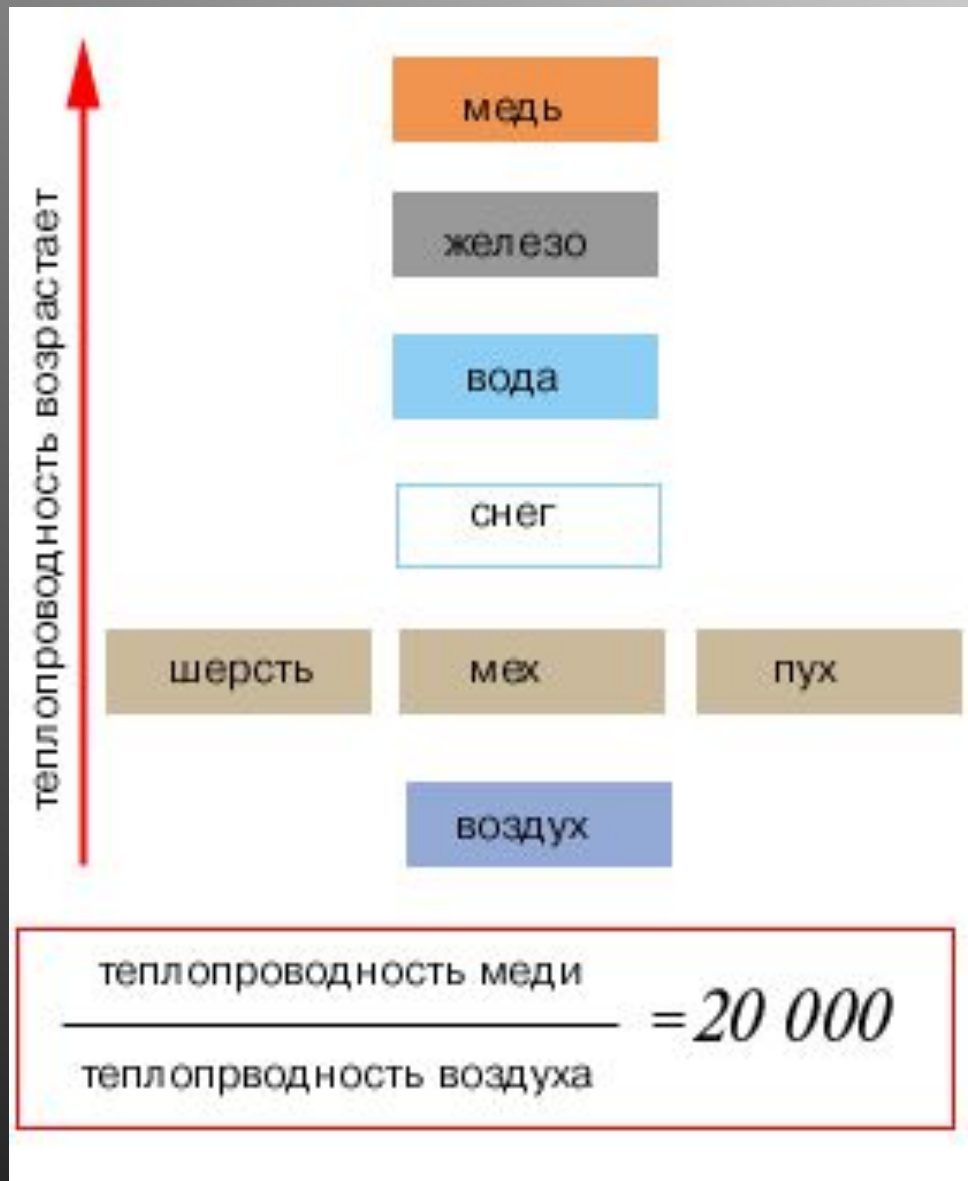 теплопроводность возрастает
медь
железо
вода
снег
шерсть мех пух
воздух
теплопроводность меди
теплопрводность воздуха
=20 000